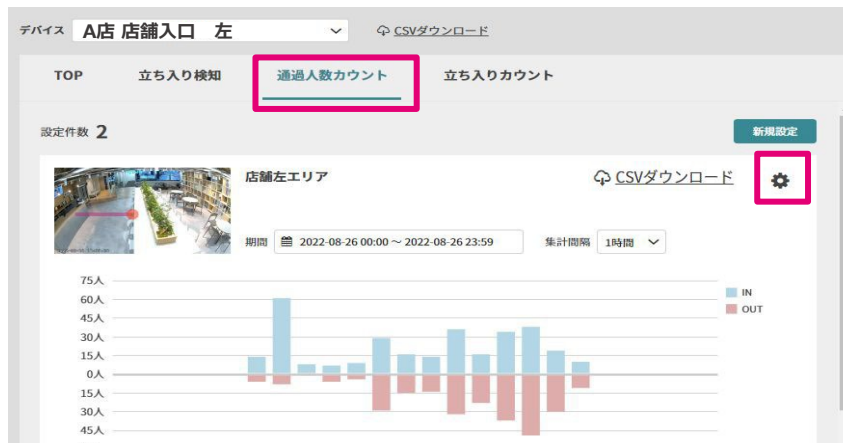 デバイス A店 店舗入口 左 CSVダウンロード
TOP 立ち入り検知 通過人数カウント 立ち入りカウント
設定件数 2 新規設定
店舗左エリア CSVダウンロード
期間 2022-08-26 00:00 ~ 2022-08-26 23:59 集計間隔 1時間
75人
IN
60人
OUT
45人
30人
15人
0人
15人
30人
45人